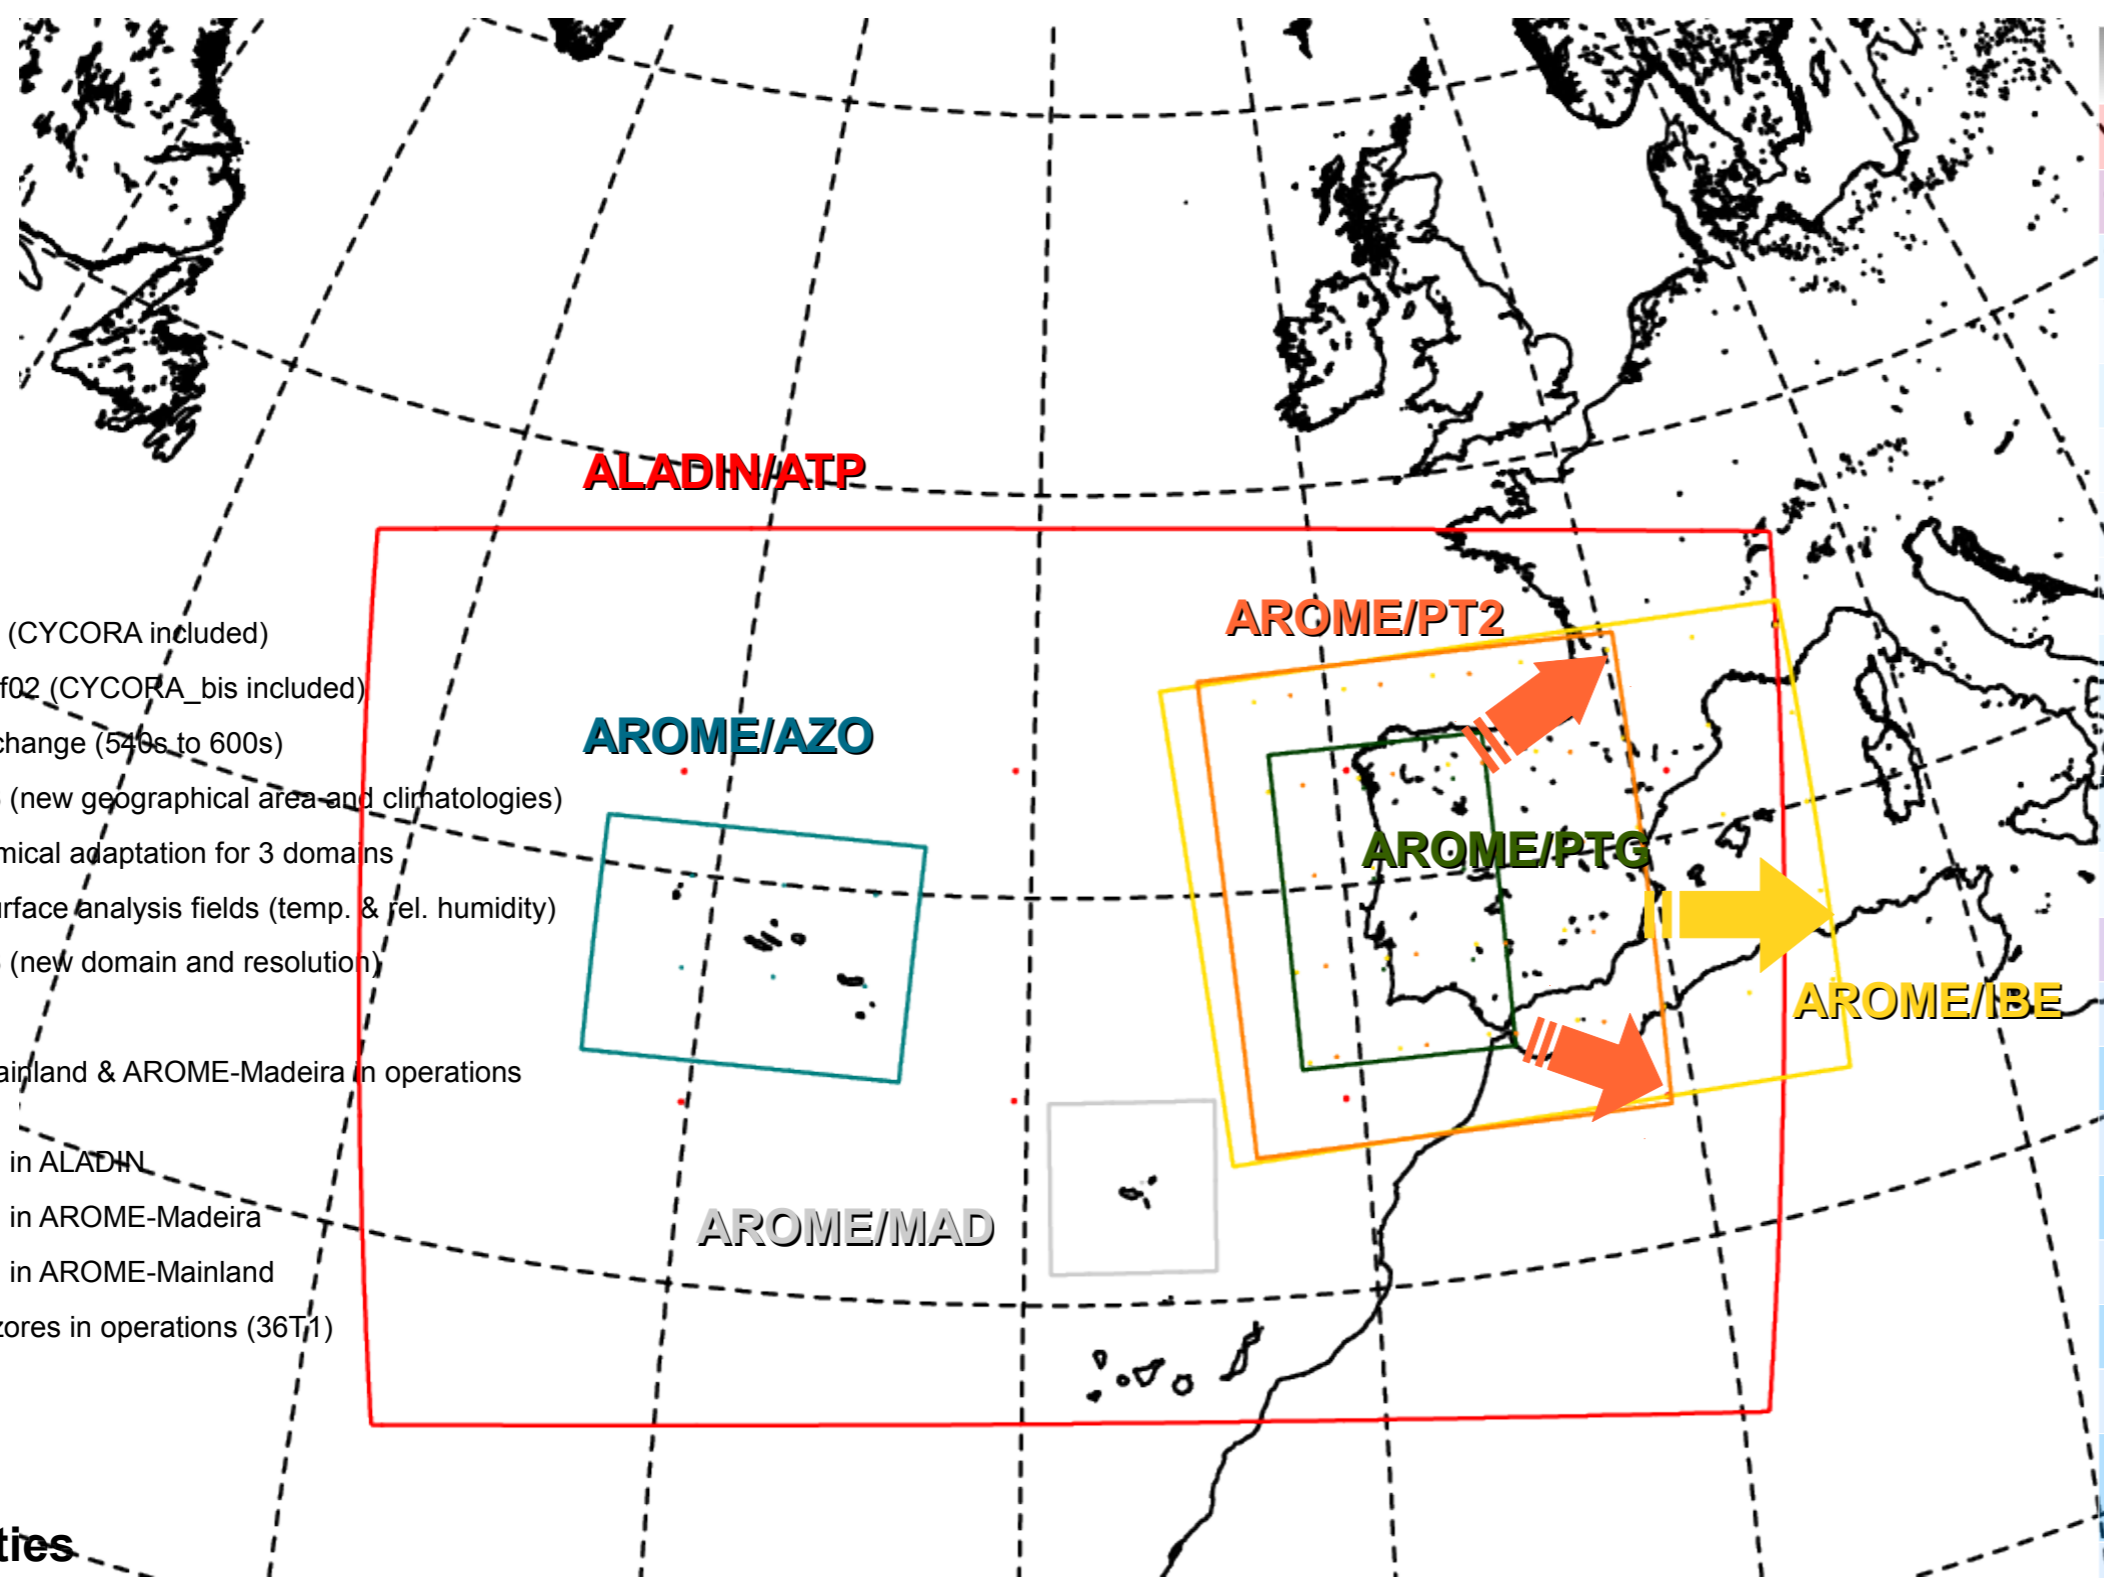 ALADIN/ATP
AROME/PT2
(CYCORA included)
f02 (CYCORA_bis included)
AROME/AZO
change (540s to 600s)
(new geographical area and climatologies)
mical adaptation for 3 domains
AROME/PTG
urface analysis fields (temp. & rel. humidity)
(new domain and resolution)
AROME/IBE
ainland & AROME-Madeira in operations
in ALADIN
in AROME-Madeira
AROME/MAD
in AROME-Mainland
zores in operations (36T1)
ties